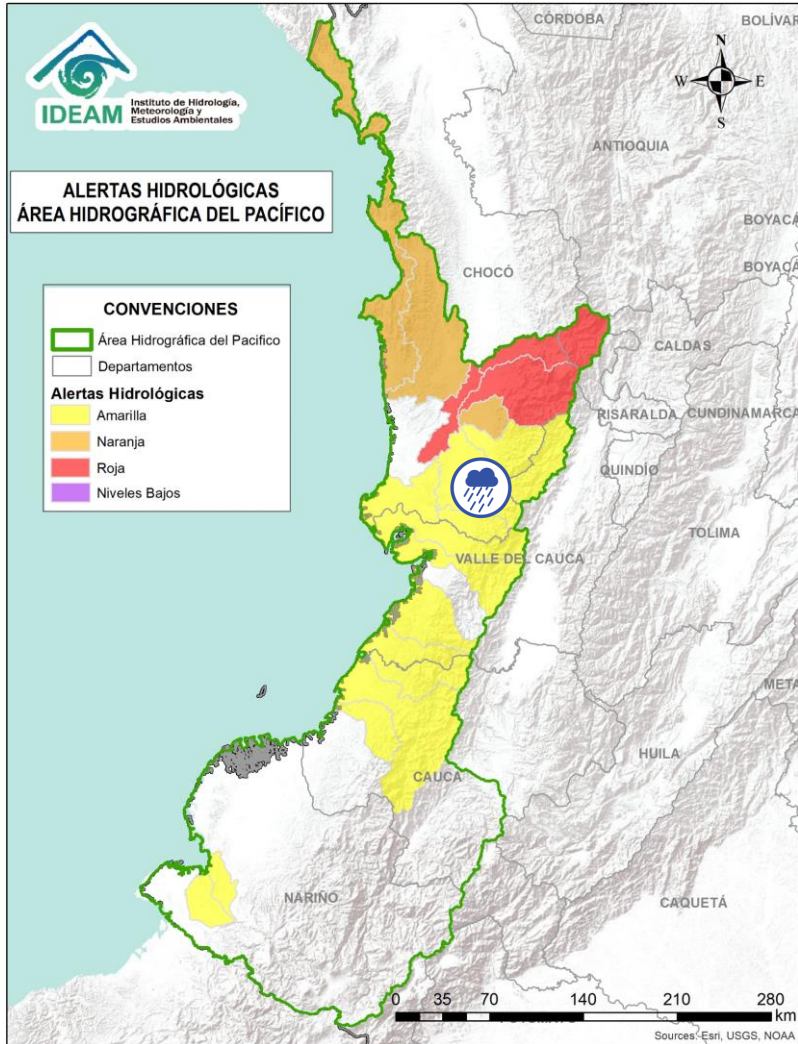 CÓRDOBA
BOLÍVAR
IDEAM
Instituto de Hidrología,
Meteorología y
Estudios Ambientales
N
W E
S
ANTIOQUIA
ALERTAS HIDROLÓGICAS
ÁREA HIDROGRÁFICA DEL PACÍFICO
BOYACÁ
CHOCÓ
BOYACÁ
CONVENCIONES
Área Hidrográfica del Pacífico
Departamentos
Alertas Hidrológicas
Amarilla
Naranja
Roja
Niveles Bajos
CALDAS
RISARALDA
CUNDINAMARCA
QUINDÍO
TOLIMA
VALLE DEL CAUCA
META
HUILA
CAUCA
NARIÑO
CAQUETÁ
0 35 70 140 210 280
km
Sources: Esri, USGS, NOAA